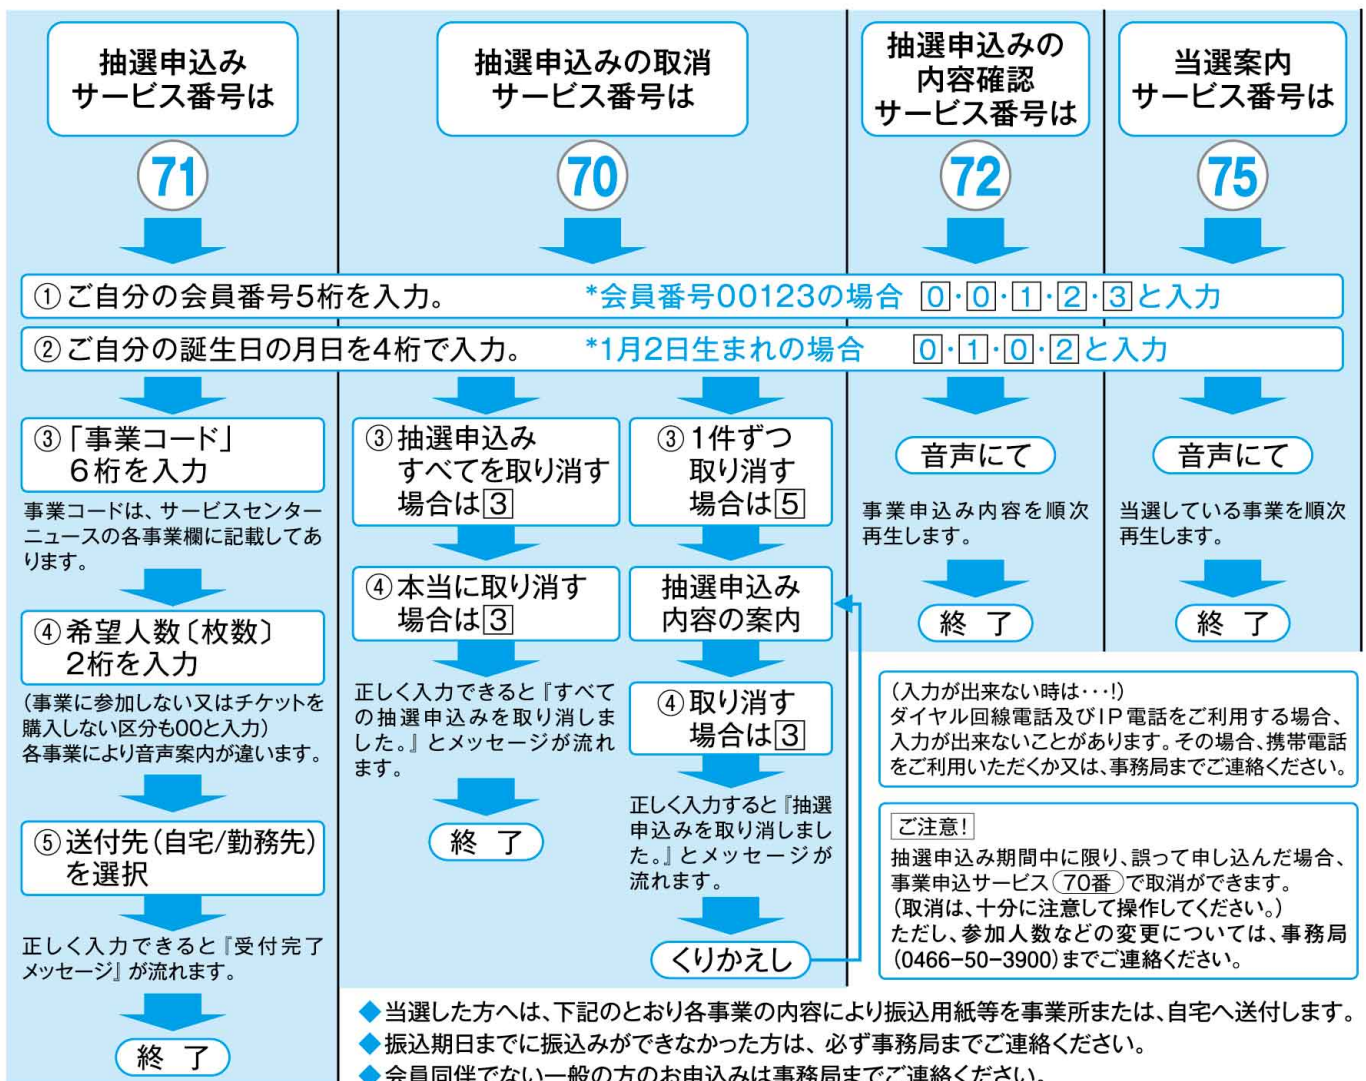 抽選申込み
サービス番号は
71
抽選申込みの取消
サービス番号は
70
抽選申込みの
内容確認
サービス番号は
72
当選案内
サービス番号は
75
①ご自分の会員番号5桁を入力。 *会員番号00123の場合 0・0・1・2・3と入力
②ご自分の誕生日の月日を4桁で入力。 *1月2日生まれの場合 0・1・0・2と入力
③「事業コード」
6桁を入力
事業コードは、サービスセンター
ニュースの各事業欄に記載してあ
ります。
④希望人数〔枚数〕
2桁を入力
(事業に参加しない又はチケットを
購入しない区分も00と入力)
各事業により音声案内が違います。
⑤送付先(自宅/勤務先)
を選択
正しく入力できると『受付完了
メッセージ』が流れます。
終 了
③抽選申込み
すべてを取り消す
場合は3
④本当に取り消す
場合は3
正しく入力できると『すべて
の抽選申込みを取り消しま
した。』とメッセージが流れ
ます。
終 了
③1件ずつ
取り消す
場合は5
抽選申込み
内容の案内
④取り消す
場合は3
正しく入力すると『抽選
申込みを取り消しまし
た。』とメッセージが
流れます。
くりかえし
音声にて
事業申込み内容を順次
再生します。
終 了
音声にて
当選している事業を順次
再生します。
終 了
(入力が出来ない時は・・・!)
ダイヤル回線電話及びIP電話をご利用する場合、
入力が出来ないことがあります。その場合、携帯電話
をご利用いただくか又は、事務局までご連絡ください。
ご注意!
抽選申込み期間中に限り、誤って申し込んだ場合、
事業申込サービス70番で取消ができます。
(取消は、十分に注意して操作してください。)
ただし、参加人数などの変更については、事務局
(0466-50-3900)までご連絡ください。
◆当選した方へは、下記のとおり各事業の内容により振込用紙等を事業所または、自宅へ送付します。
◆振込期日までに振込みができなかった方は、必ず事務局までご連絡ください。
◆会員同伴でない一般の方のお申込みは事務局までご連絡ください。